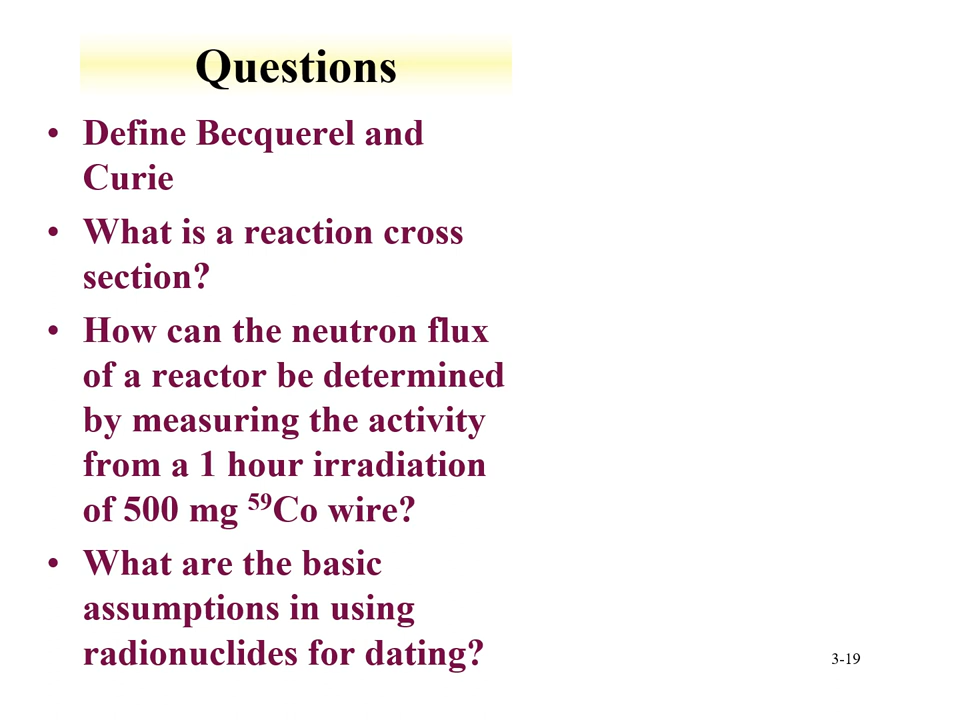 Questions
• Define Becquerel and
Curie
• What is a reaction cross
section?
• How can the neutron flux
of a reactor be determined
by measuring the activity
from a 1 hour irradiation
of 500 mg ⁵⁹Co wire?
• What are the basic
assumptions in using
radionuclides for dating?
3-19